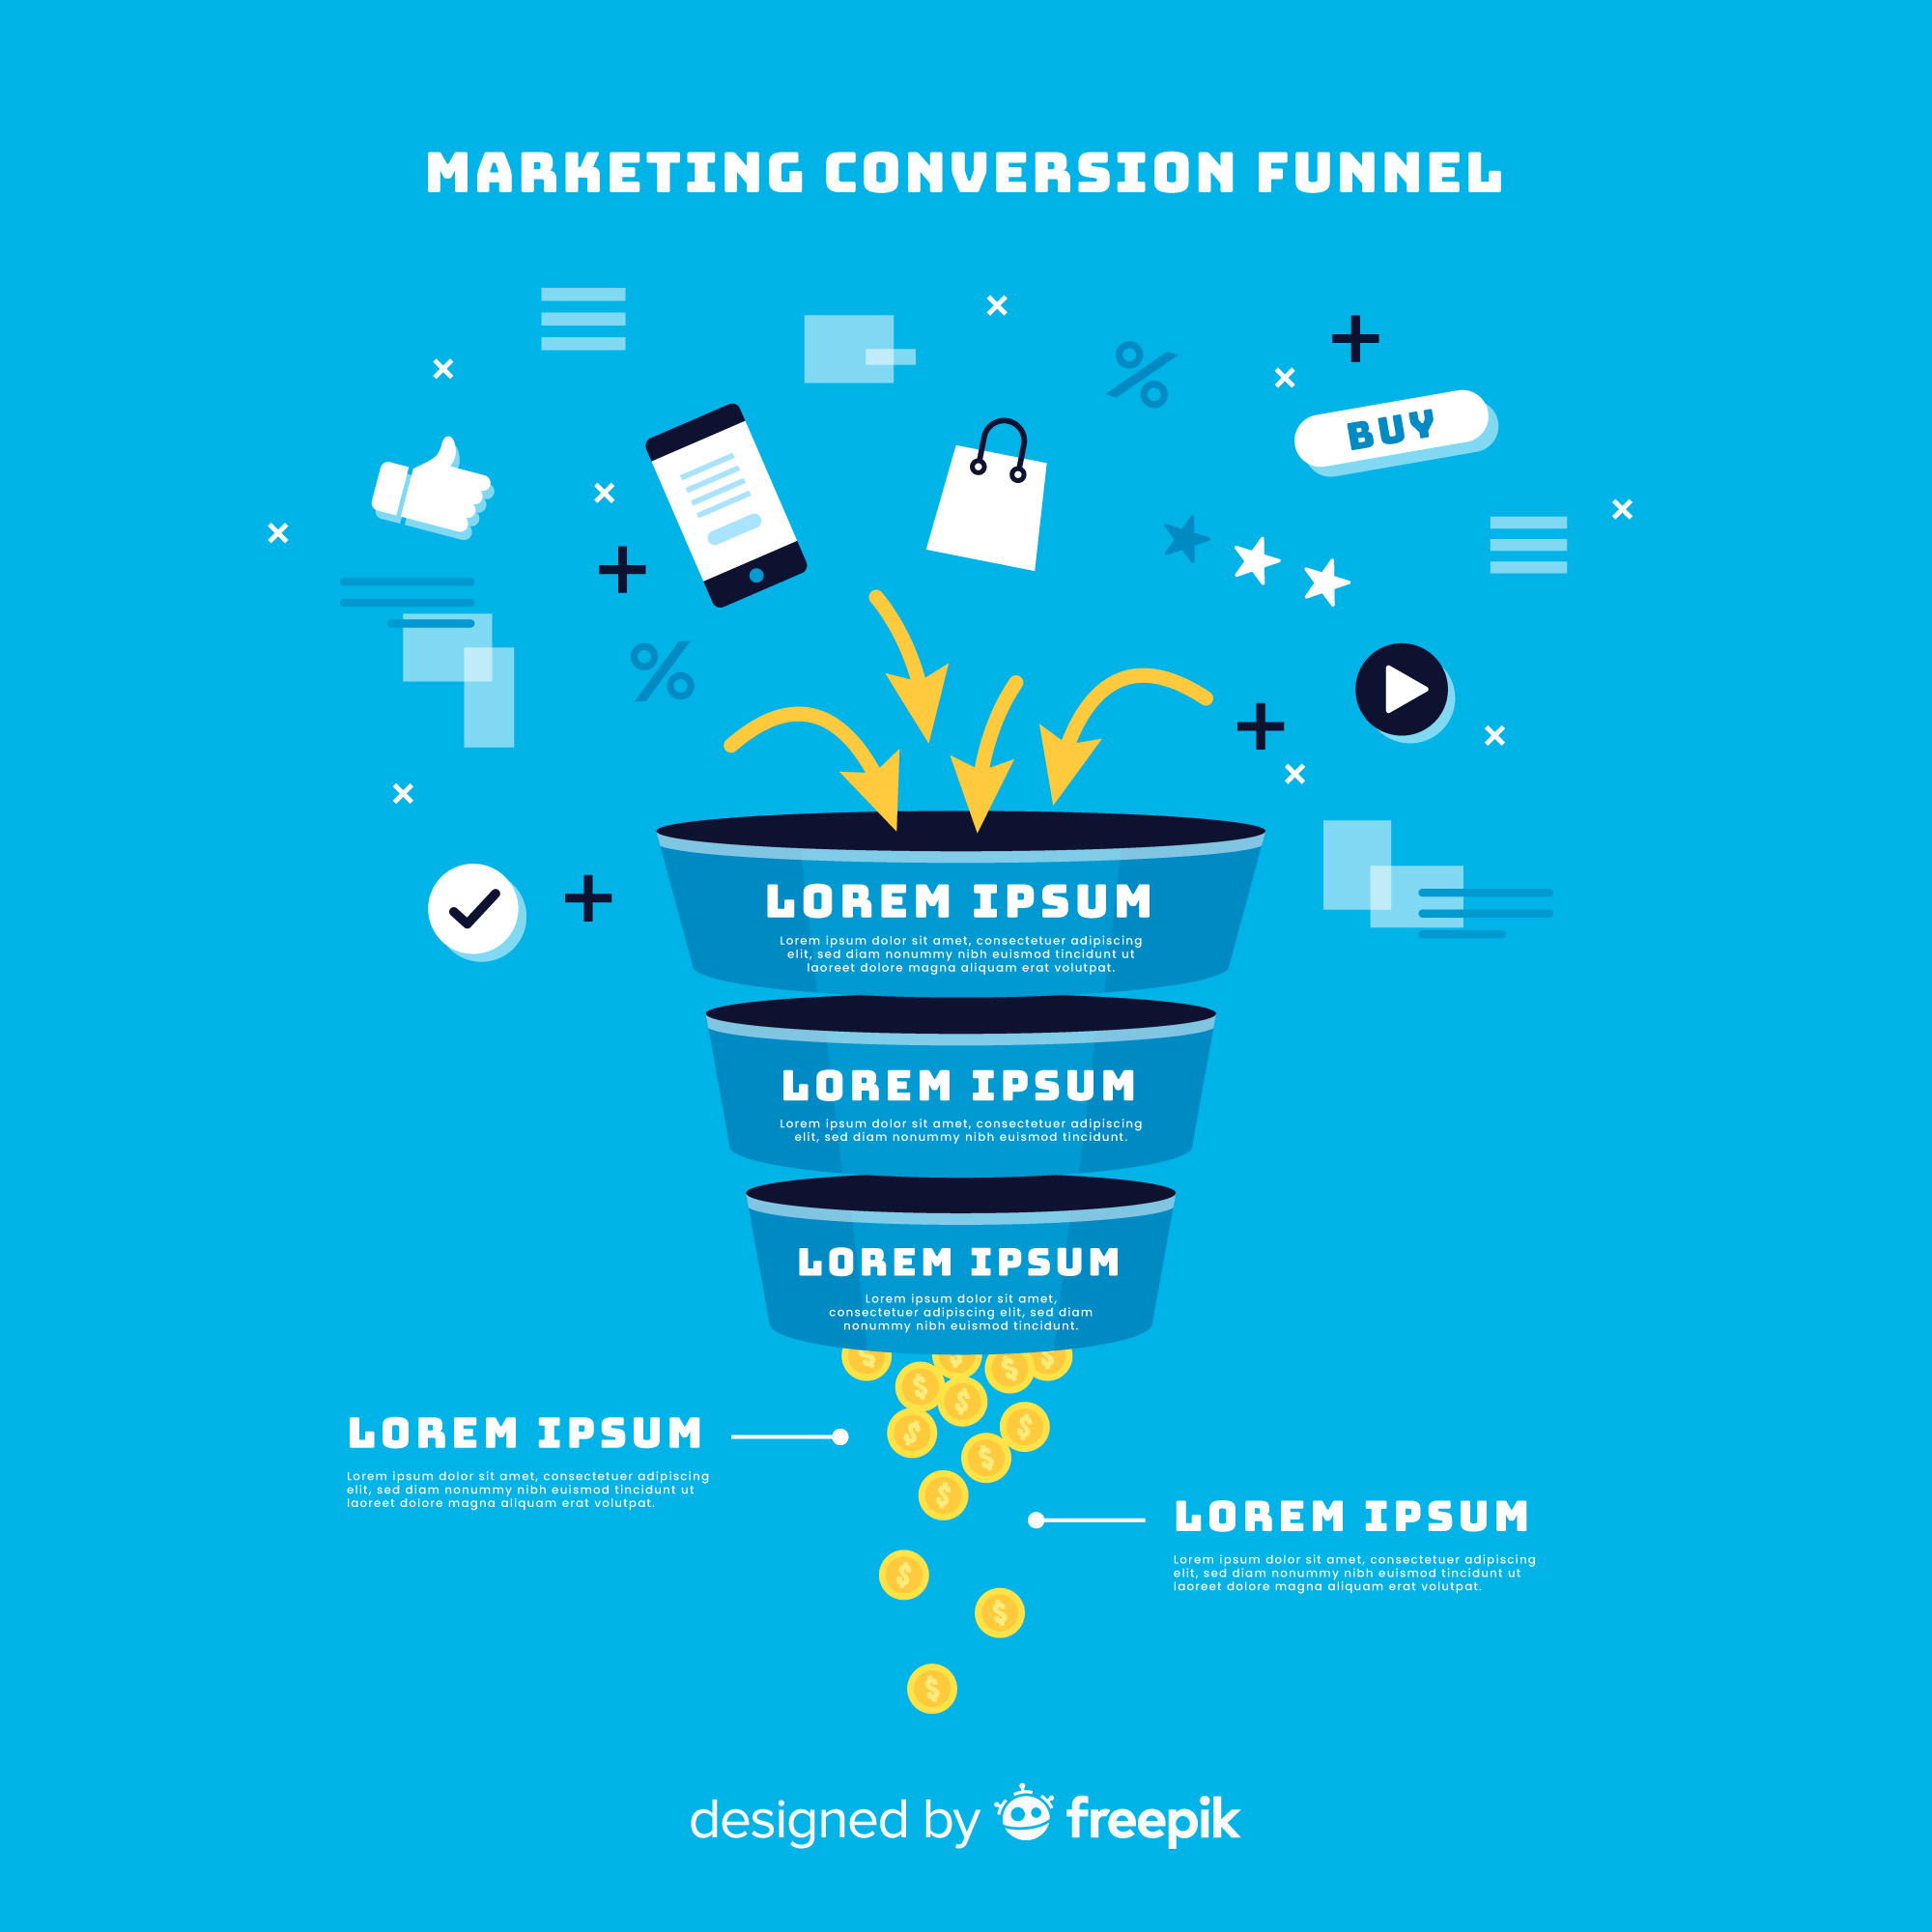 MARKETING CONVERSION FUNNEL
BUY
LOREM IPSUM
Lorem ipsum dolor sit amet, consectetuer adipiscing
elit, sed diam nonummy nibh euismod tincidunt ut
laoreet dolore magna aliquam erat volutpat.
LOREM IPSUM
Lorem ipsum dolor sit amet, consectetuer adipiscing
elit, sed diam nonummy nibh euismod tincidunt.
LOREM IPSUM
Lorem ipsum dolor sit amet,
consectetuer adipiscing elit, sed diam
nonummy nibh euismod tincidunt.
LOREM IPSUM
Lorem ipsum dolor sit amet, consectetuer adipiscing
elit, sed diam nonummy nibh euismod tincidunt ut
laoreet dolore magna aliquam erat volutpat.
LOREM IPSUM
Lorem ipsum dolor sit amet, consectetuer adipiscing
elit, sed diam nonummy nibh euismod tincidunt ut
laoreet dolore magna aliquam erat volutpat.
designed by freepik